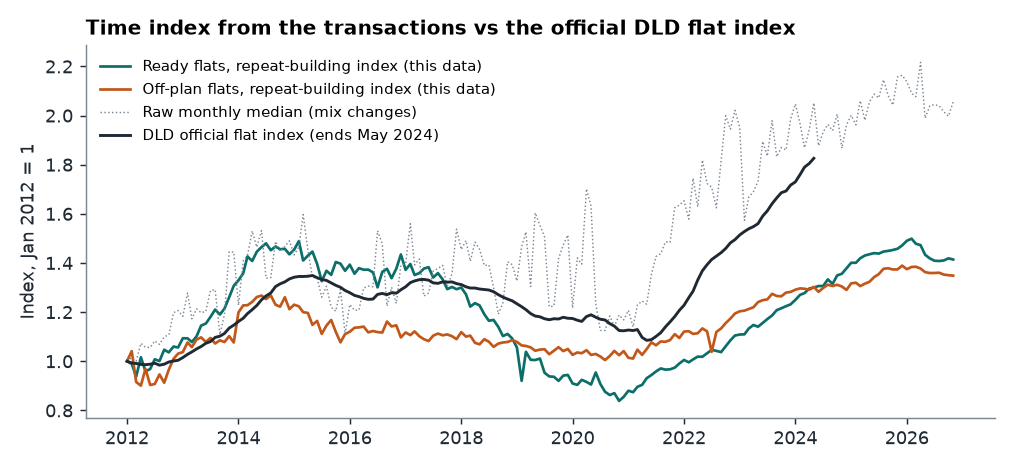 Time index from the transactions vs the official DLD flat index
Ready flats, repeat-building index (this data)
Off-plan flats, repeat-building index (this data)
Raw monthly median (mix changes)
DLD official flat index (ends May 2024)
Index, Jan 2012 = 1
2.2
2.0
1.8
1.6
1.4
1.2
1.0
0.8
2012 2014 2016 2018 2020 2022 2024 2026